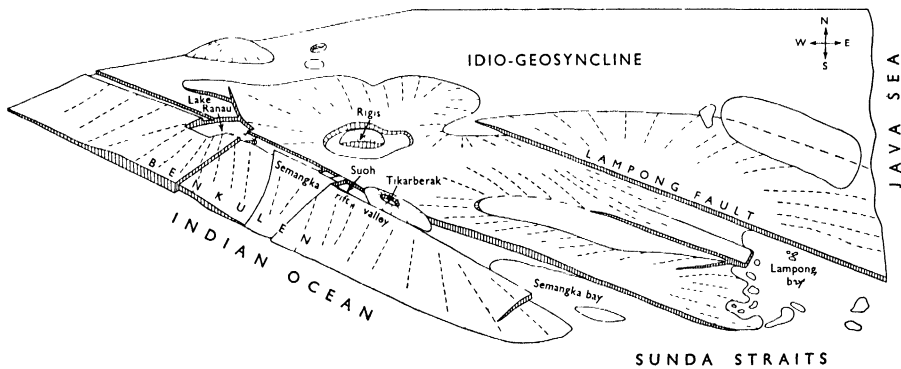 N
W E
S
IDIO-GEOSYNCLINE
JAVA SEA
Lake
Ranau
Rigis
LAMPONG FAULT
BENKULEN
Semangka
Suoh
rift valley
Tikarberak
INDIAN OCEAN
Semangka bay
Lampong
bay
SUNDA STRAITS